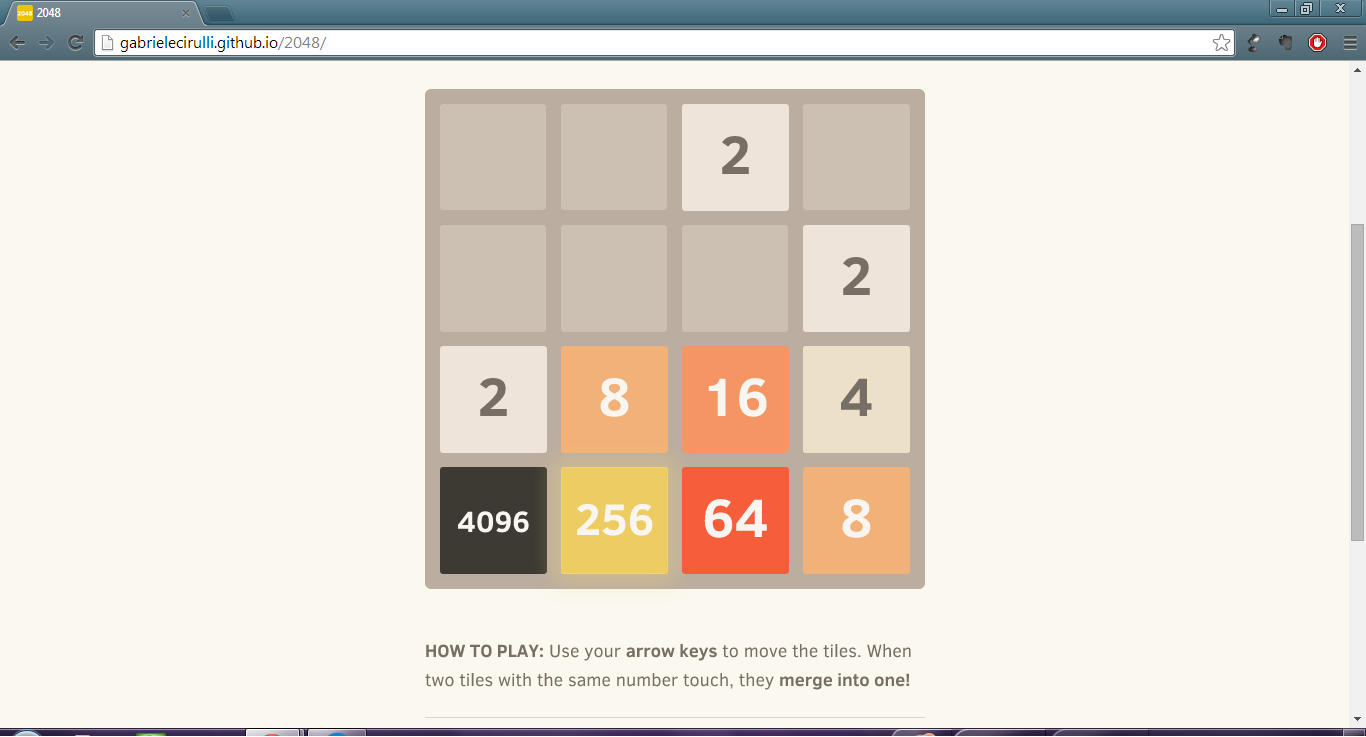 2048
gabrielecirulli.github.io/2048/
2
2
2 8 16 4
4096 256 64 8
HOW TO PLAY: Use your arrow keys to move the tiles. When
two tiles with the same number touch, they merge into one!